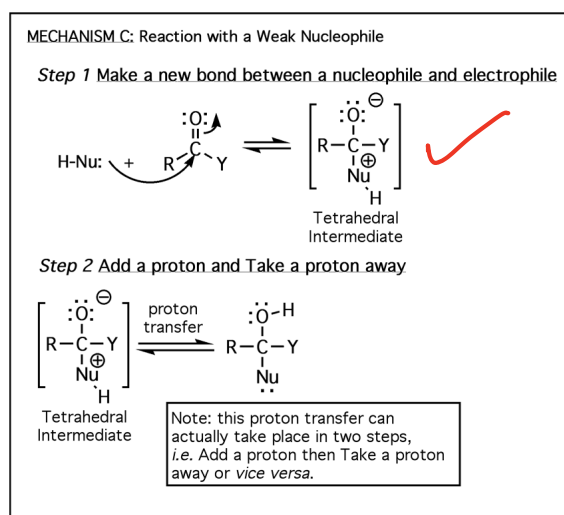 MECHANISM C: Reaction with a Weak Nucleophile
Step 1 Make a new bond between a nucleophile and electrophile
H-Nu: + :O: R C Y
:O: ⊖ R-C-Y ⊕ Nu H
Tetrahedral
Intermediate
Step 2 Add a proton and Take a proton away
:O: ⊖ R-C-Y ⊕ Nu H
proton
transfer
:O-H R-C-Y Nu
Tetrahedral
Intermediate
Note: this proton transfer can
actually take place in two steps,
i.e. Add a proton then Take a proton
away or vice versa.